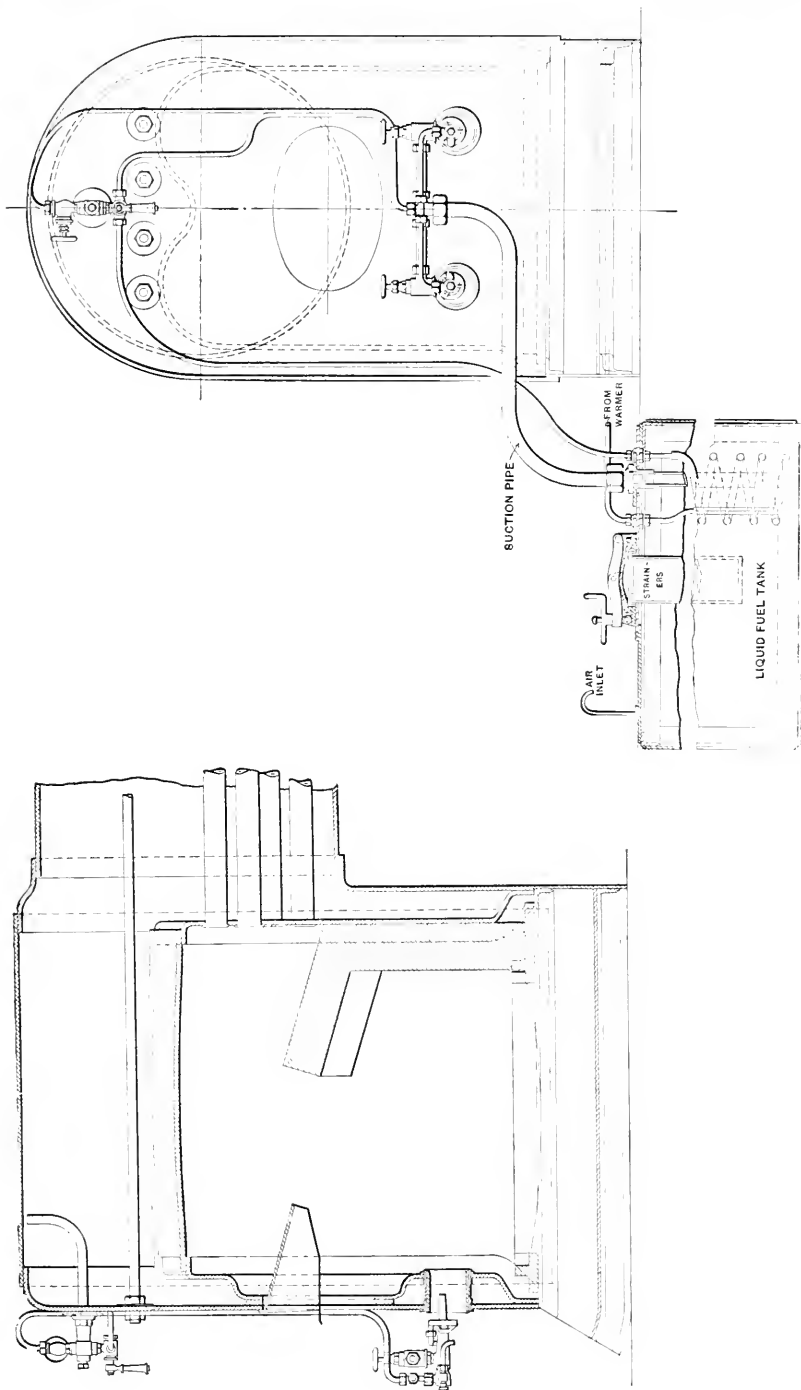 FROM
WARMER
SUCTION PIPE
STRAIN-
ERS
AIR
INLET
LIQUID FUEL TANK